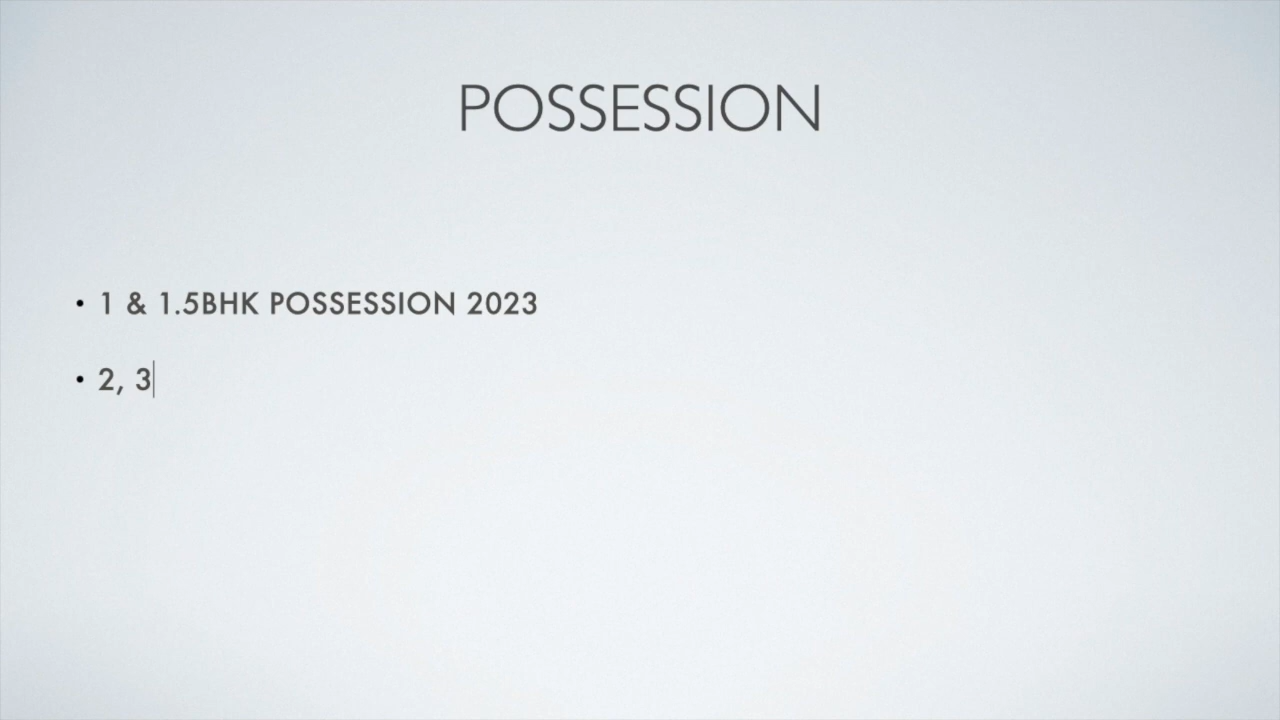 POSSESSION
• 1 & 1.5BHK POSSESSION 2023
• 2, 3